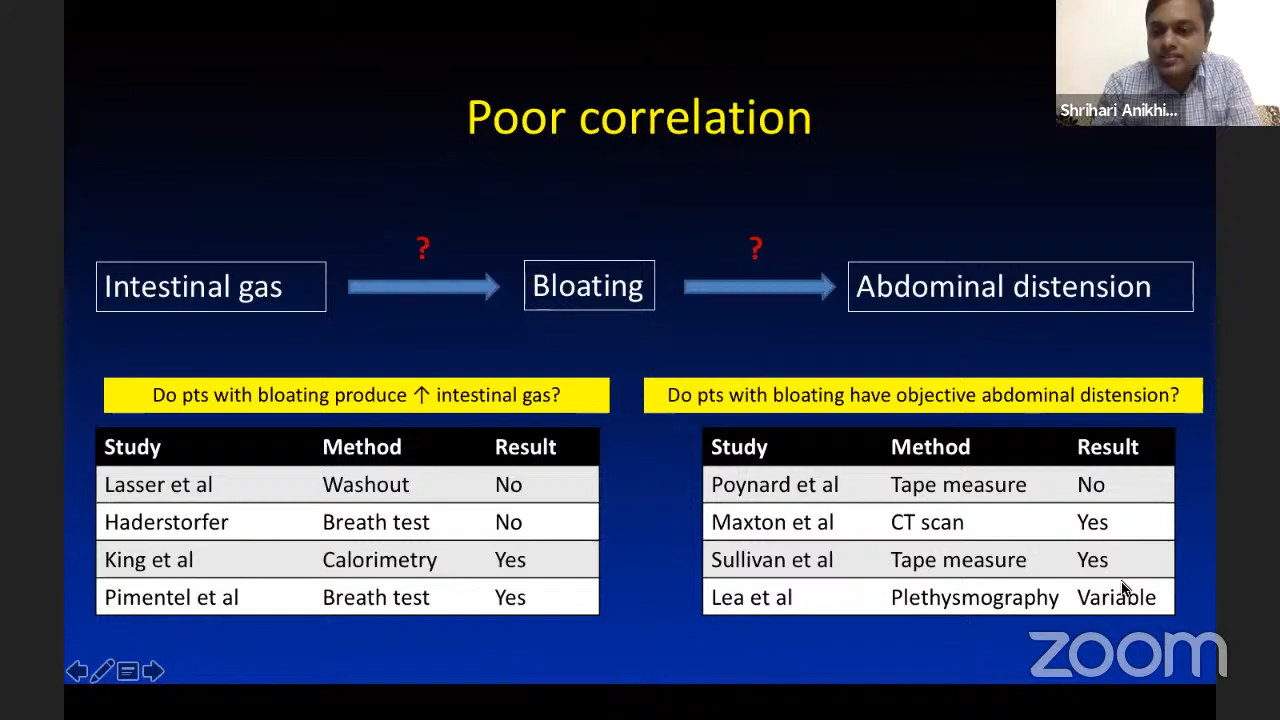 Shrihari Anikhi...
Poor correlation
? ?
Intestinal gas Bloating Abdominal distension
Do pts with bloating produce ↑ intestinal gas?
Study Method Result
Lasser et al Washout No
Haderstorfer Breath test No
King et al Calorimetry Yes
Pimentel et al Breath test Yes
Do pts with bloating have objective abdominal distension?
Study Method Result
Poynard et al Tape measure No
Maxton et al CT scan Yes
Sullivan et al Tape measure Yes
Lea et al Plethysmography Variable
zoom